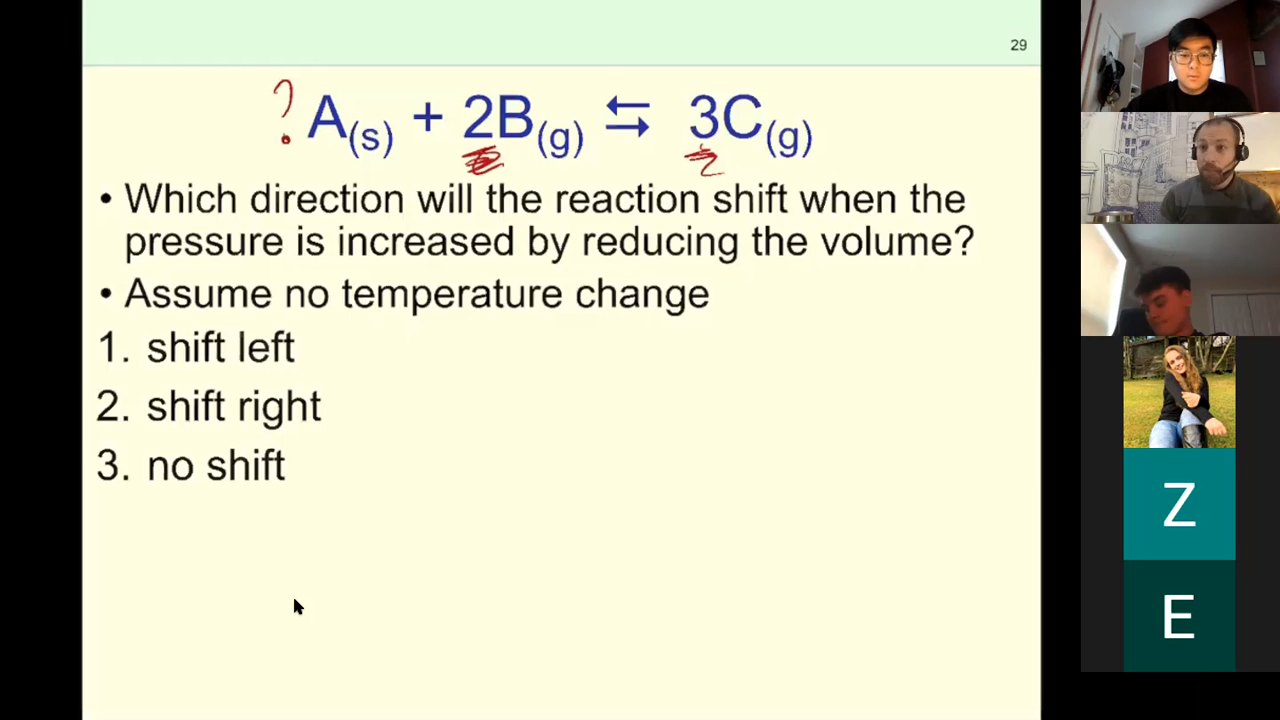 29
? A(s) + 2B(g) ⇆ 3C(g)
• Which direction will the reaction shift when the
pressure is increased by reducing the volume?
• Assume no temperature change
1. shift left
2. shift right
3. no shift
Z
E